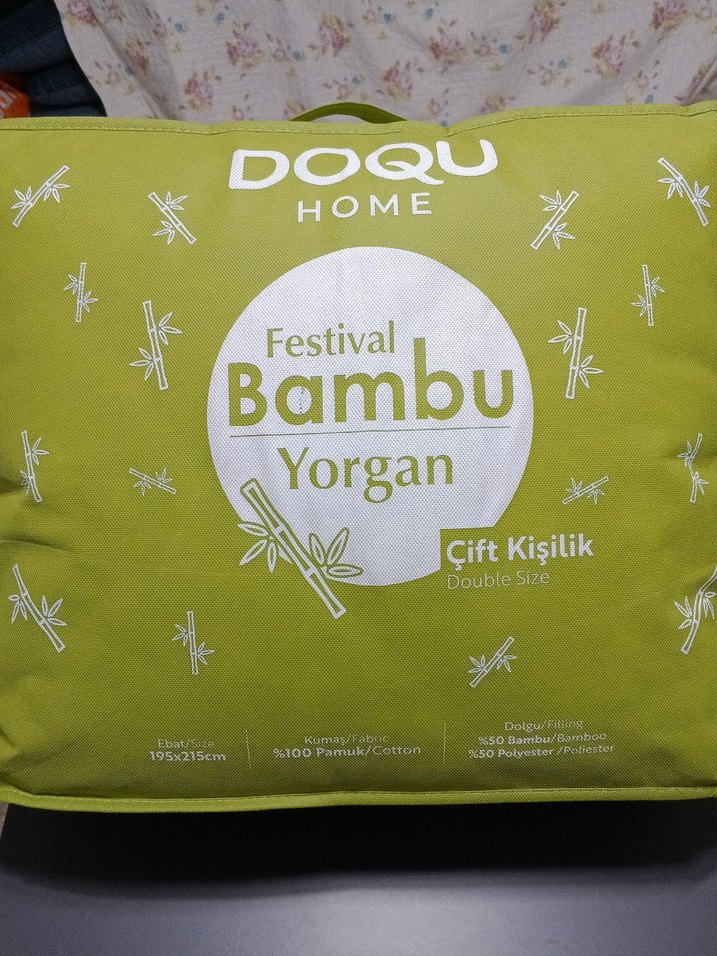 DOQU
HOME
Festival
Bambu
Yorgan
Çift Kişilik
Double Size
Ebat/Size
195x215cm
Kumaş/Fabric
%100 Pamuk/Cotton
Dolgu/Filling
%50 Bambu/Bamboo
%50 Polyester /Poliester